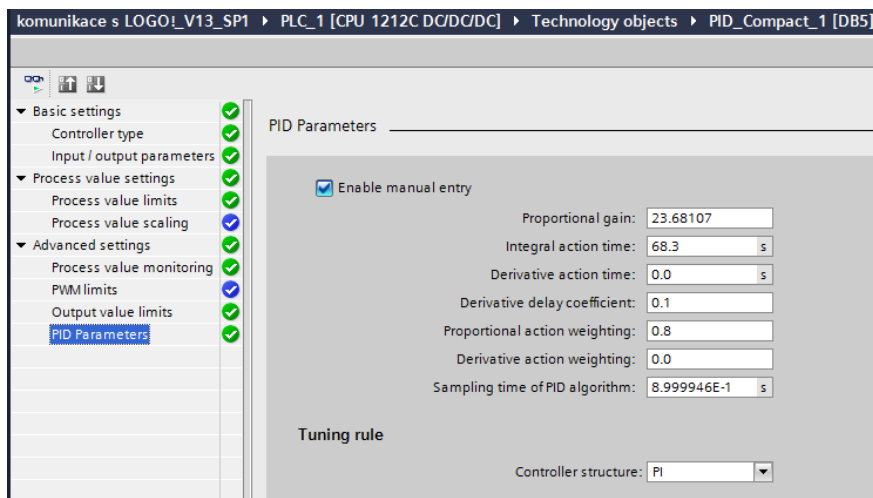 komunikace s LOGO!_V13_SP1 ▸ PLC_1 [CPU 1212C DC/DC/DC] ▸ Technology objects ▸ PID_Compact_1 [DB5]
Basic settings
Controller type
Input / output parameters
Process value settings
Process value limits
Process value scaling
Advanced settings
Process value monitoring
PWM limits
Output value limits
PID Parameters
PID Parameters
Enable manual entry
Proportional gain: 23.68107
Integral action time: 68.3 s
Derivative action time: 0.0 s
Derivative delay coefficient: 0.1
Proportional action weighting: 0.8
Derivative action weighting: 0.0
Sampling time of PID algorithm: 8.999946E-1 s
Tuning rule
Controller structure: PI